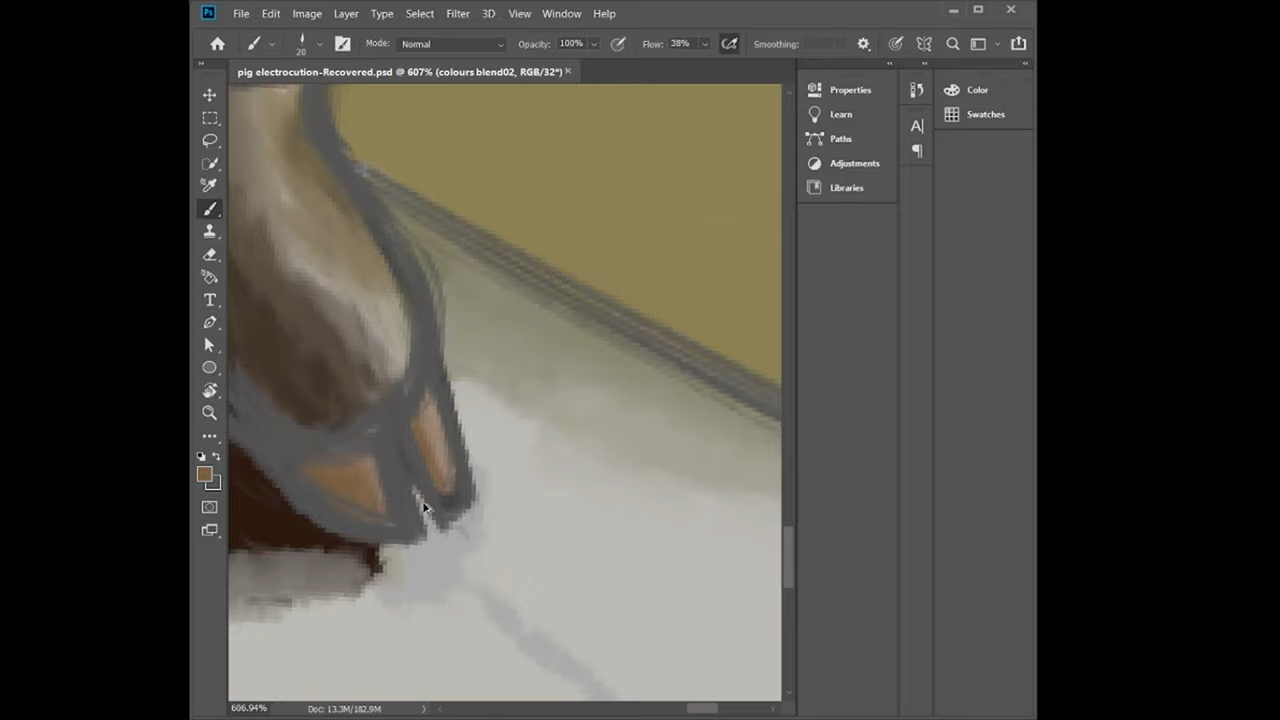 Ps File Edit Image Layer Type Select Filter 3D View Window Help
20 Mode: Normal Opacity: 100% Flow: 38% Smoothing:
pig electrocution-Recovered.psd @ 607% (colours blend02, RGB/32*)
Properties
Learn
Paths
Adjustments
Libraries
Color
Swatches
606.94% Doc: 13.3M/182.9M